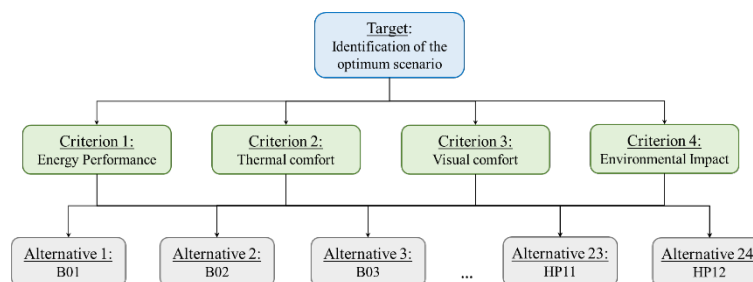 Target:
Identification of the
optimum scenario
Criterion 1:
Energy Performance
Criterion 2:
Thermal comfort
Criterion 3:
Visual comfort
Criterion 4:
Environmental Impact
Alternative 1:
B01
Alternative 2:
B02
Alternative 3:
B03
...
Alternative 23:
HP11
Alternative 24
HP12